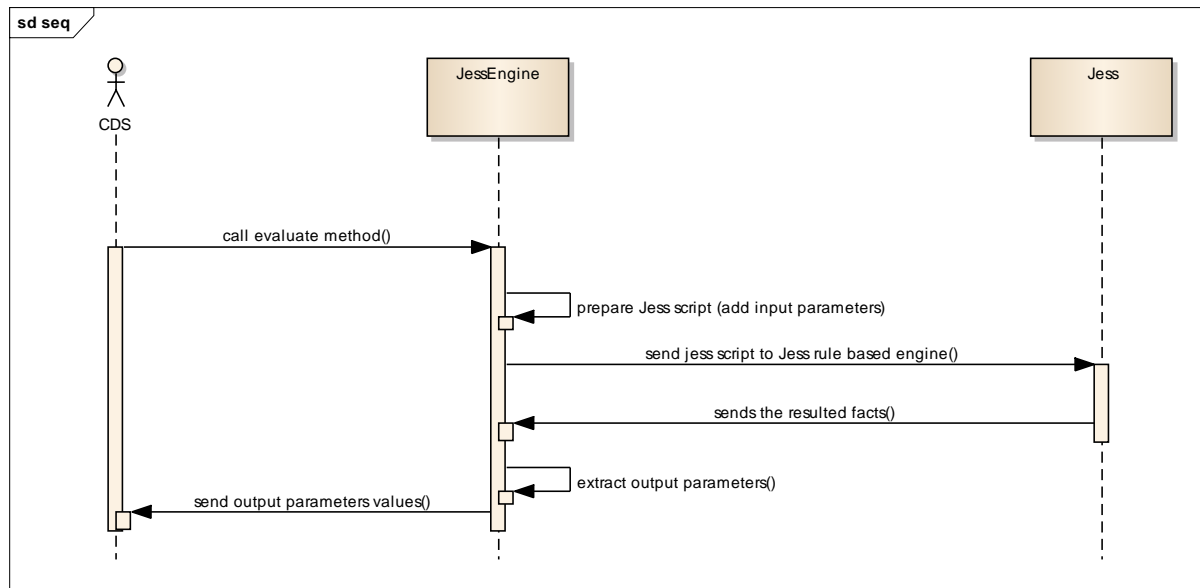 sd seq
CDS
JessEngine
Jess
call evaluate method()
prepare Jess script (add input parameters)
send jess script to Jess rule based engine()
sends the resulted facts()
extract output parameters()
send output parameters values()